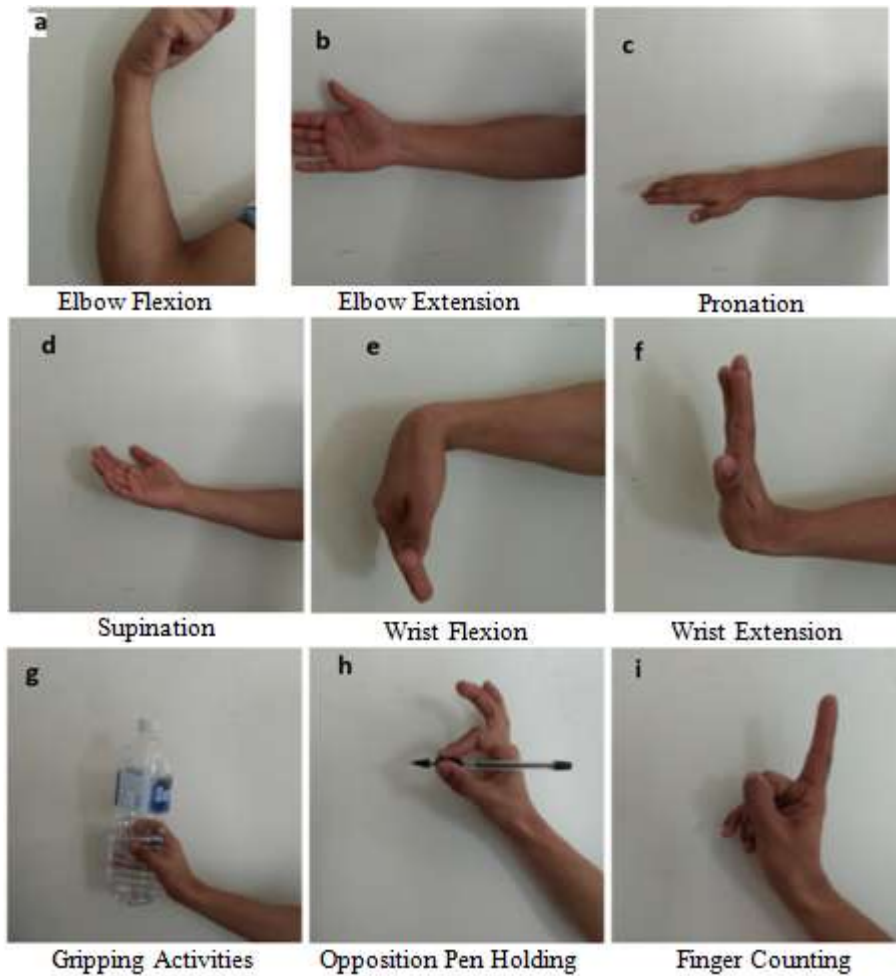 a
b
c
Elbow Flexion
Elbow Extension
Pronation
d
e
f
Supination
Wrist Flexion
Wrist Extension
g
h
i
Gripping Activities
Opposition Pen Holding
Finger Counting